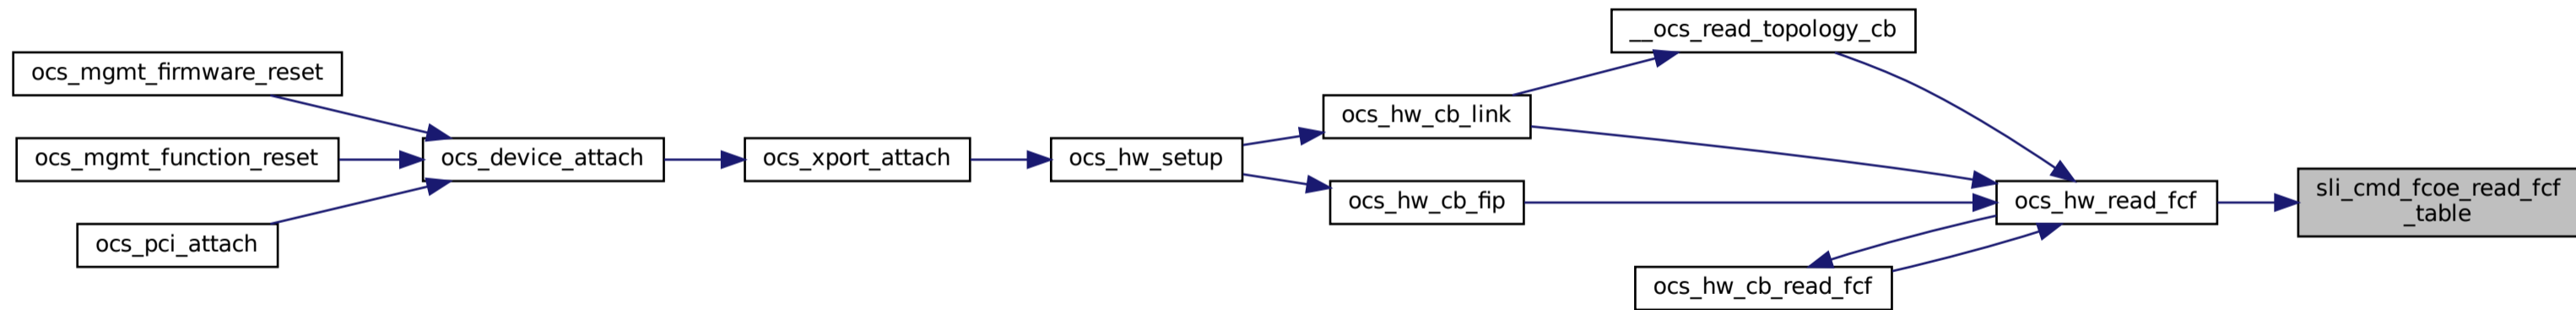 ocs_mgmt_firmware_reset
ocs_mgmt_function_reset
ocs_pci_attach
ocs_device_attach
ocs_xport_attach
ocs_hw_setup
ocs_hw_cb_link
ocs_hw_cb_fip
__ocs_read_topology_cb
ocs_hw_cb_read_fcf
ocs_hw_read_fcf
sli_cmd_fcoe_read_fcf
_table